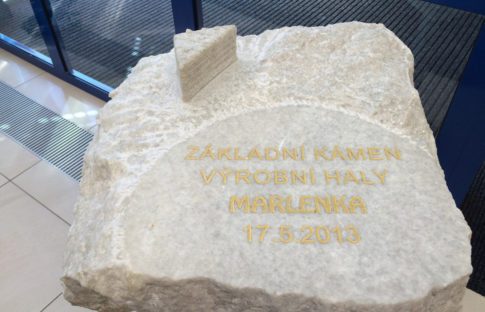 ZÁKLADNÍ KÁMEN
VÝROBNÍ HALY
MARLENKA
17.5.2013